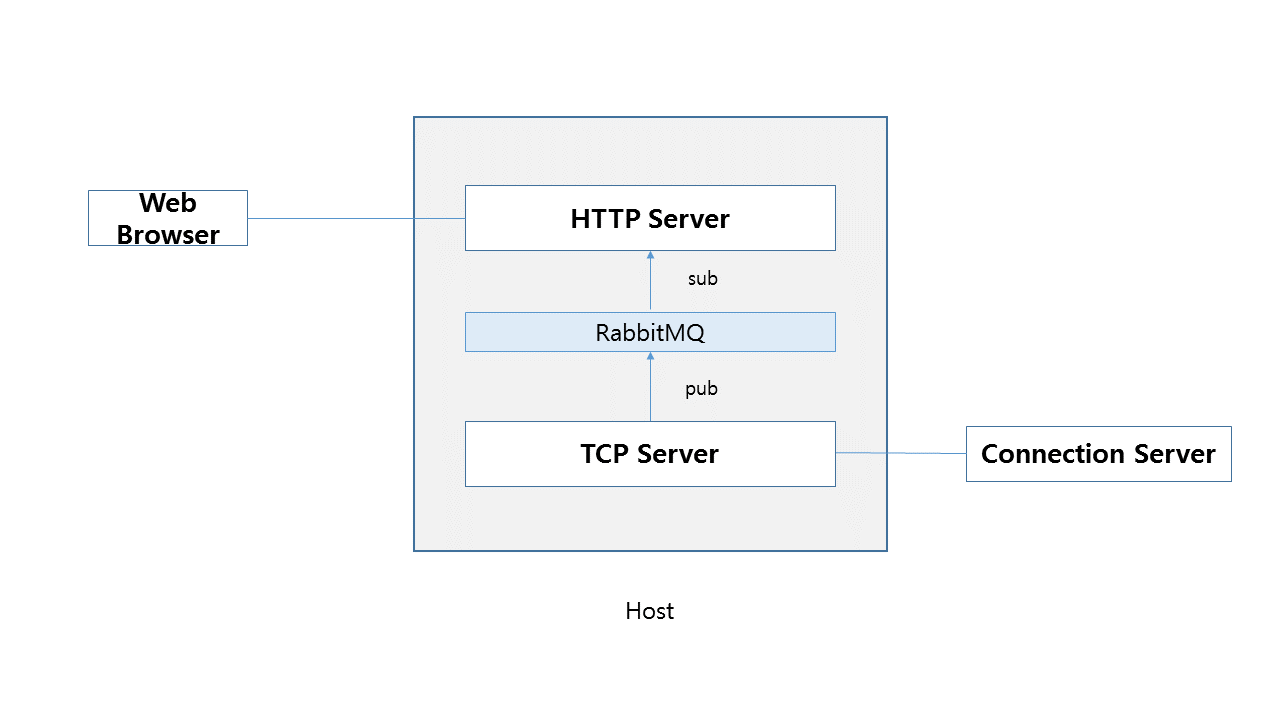 Web
Browser
HTTP Server
sub
RabbitMQ
pub
TCP Server
Connection Server
Host